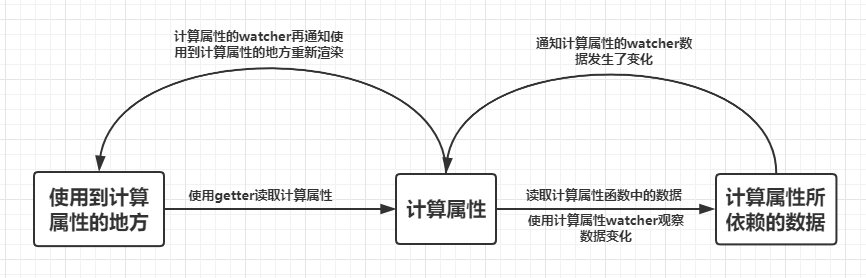 计算属性的watcher再通知使
用到计算属性的地方重新渲染
通知计算属性的watcher数
据发生了变化
使用到计算
属性的地方
使用getter读取计算属性
计算属性
读取计算属性函数中的数据
使用计算属性watcher观察
数据变化
计算属性所
依赖的数据